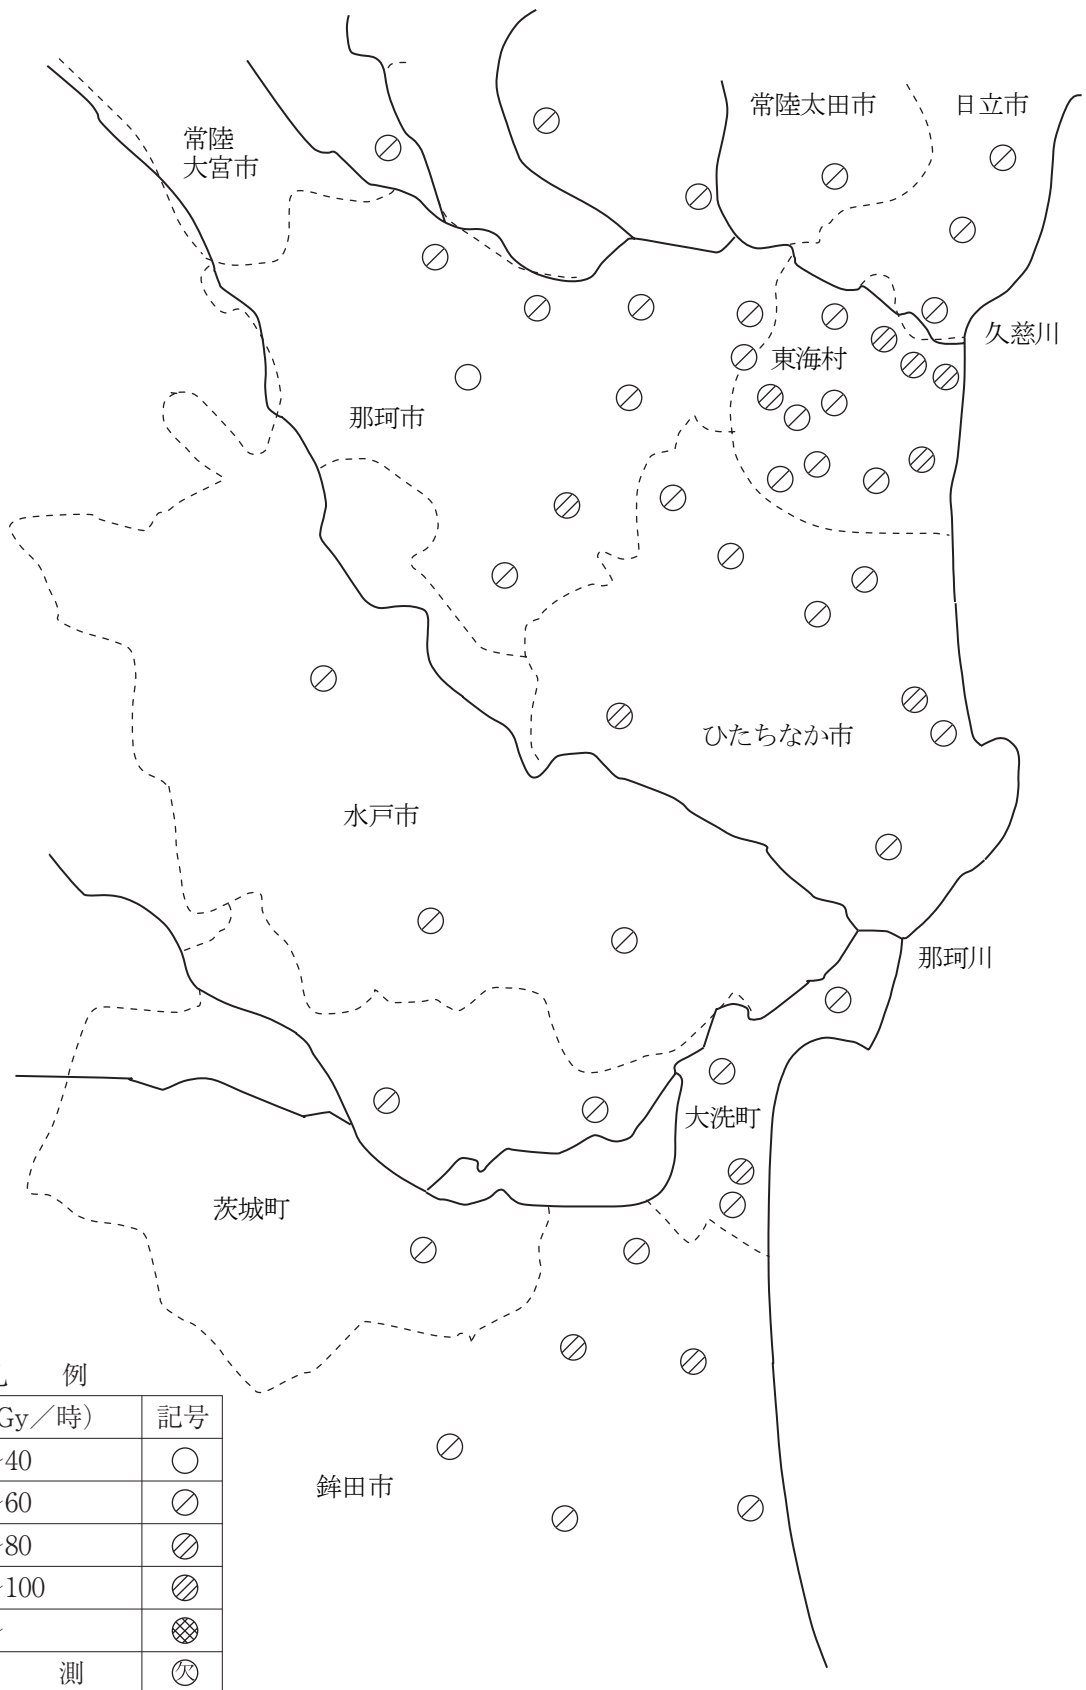 常陸太田市
日立市
常陸
大宮市
久慈川
東海村
那珂市
ひたちなか市
水戸市
那珂川
大洗町
茨城町
例
Gy／時）
記号
40
60
80
100
鉾田市
測
欠